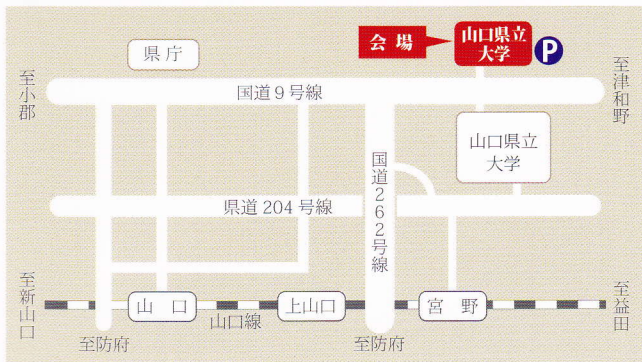 県庁
会場
山口県立
大学
P
至小郡
国道9号線
至津和野
山口県立
大学
国道262号線
県道204号線
至新山口
山口
山口線
上山口
宮野
至益田
至防府
至防府